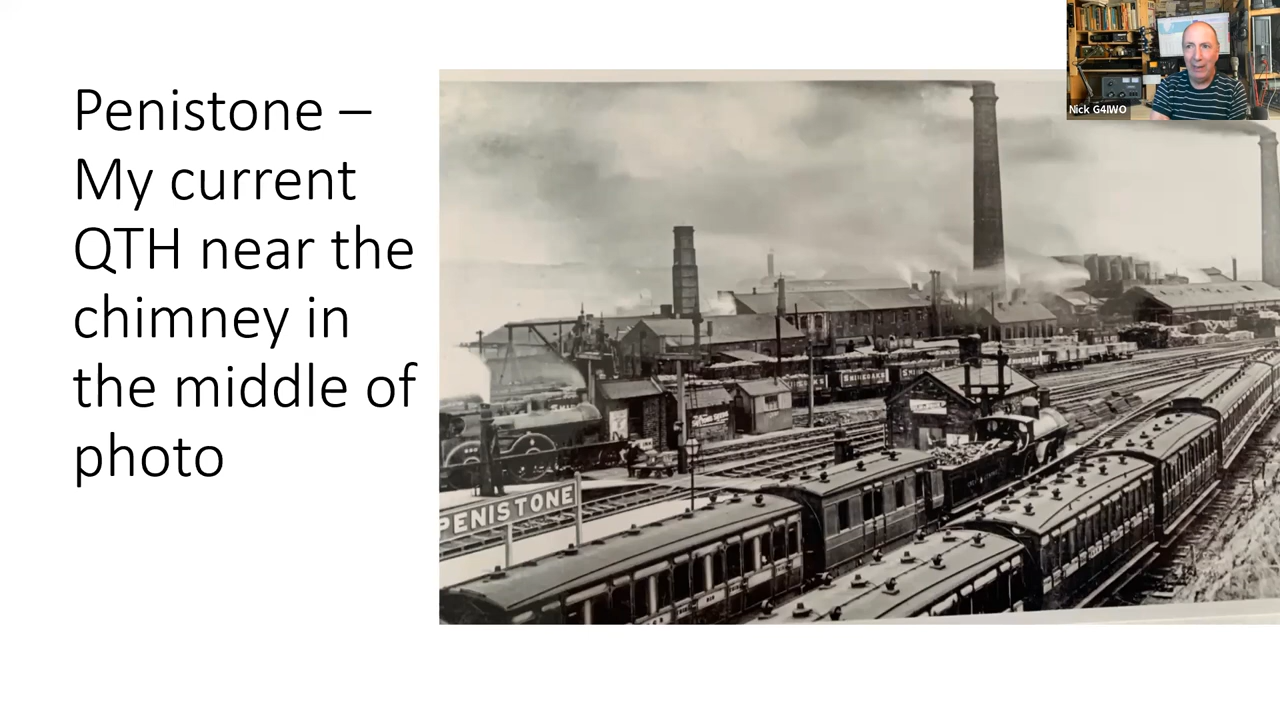 Penistone –
My current
QTH near the
chimney in
the middle of
photo
Nick G4IWO
PENISTONE